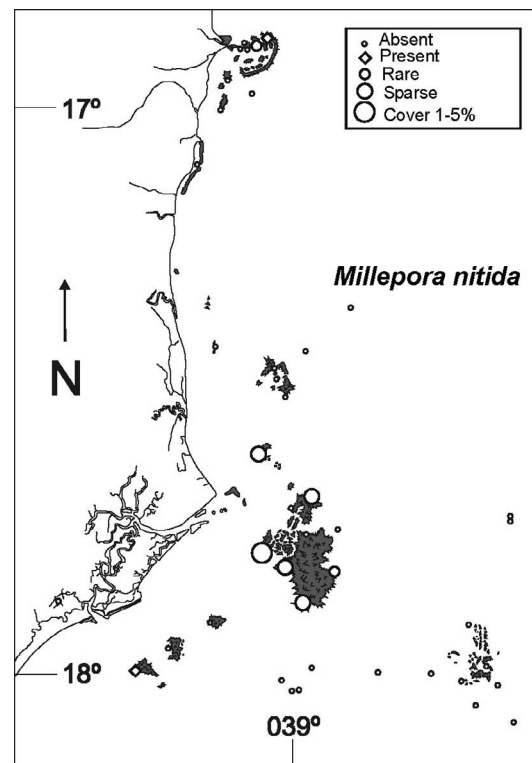 Absent
Present
Rare
Sparse
Cover 1-5%
17º
Millepora nitida
N
18º
039º